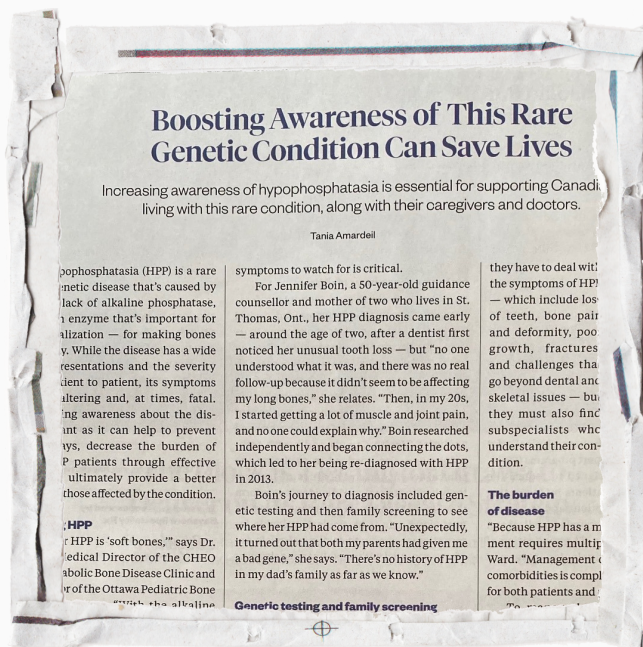 Boosting Awareness of This Rare
Genetic Condition Can Save Lives
Increasing awareness of hypophosphatasia is essential for supporting Canadi
living with this rare condition, along with their caregivers and doctors.
Tania Amardeil
pophosphatasia (HPP) is a rare
netic disease that's caused by
lack of alkaline phosphatase,
enzyme that's important for
alization — for making bones
y. While the disease has a wide
resentations and the severity
tient to patient, its symptoms
ltering and, at times, fatal.
ing awareness about the dis-
ant as it can help to prevent
ays, decrease the burden of
P patients through effective
ultimately provide a better
those affected by the condition.
HPP
r HPP is 'soft bones,'” says Dr.
edical Director of the CHEO
abolic Bone Disease Clinic and
or of the Ottawa Pediatric Bone
“With the alkaline
symptoms to watch for is critical.
For Jennifer Boin, a 50-year-old guidance
counsellor and mother of two who lives in St.
Thomas, Ont., her HPP diagnosis came early
— around the age of two, after a dentist first
noticed her unusual tooth loss — but “no one
understood what it was, and there was no real
follow-up because it didn't seem to be affecting
my long bones,” she relates. “Then, in my 20s,
I started getting a lot of muscle and joint pain,
and no one could explain why.” Boin researched
independently and began connecting the dots,
which led to her being re-diagnosed with HPP
in 2013.
Boin's journey to diagnosis included gen-
etic testing and then family screening to see
where her HPP had come from. “Unexpectedly,
it turned out that both my parents had given me
a bad gene,” she says. “There's no history of HPP
in my dad's family as far as we know.”
Genetic testing and family screening
they have to deal with
the symptoms of HP
— which include los
of teeth, bone pain
and deformity, poo
growth, fractures
and challenges tha
go beyond dental and
skeletal issues — bu
they must also find
subspecialists who
understand their con-
dition.
The burden
of disease
“Because HPP has a m
ment requires multip
Ward. “Management
comorbidities is compl
for both patients and
To